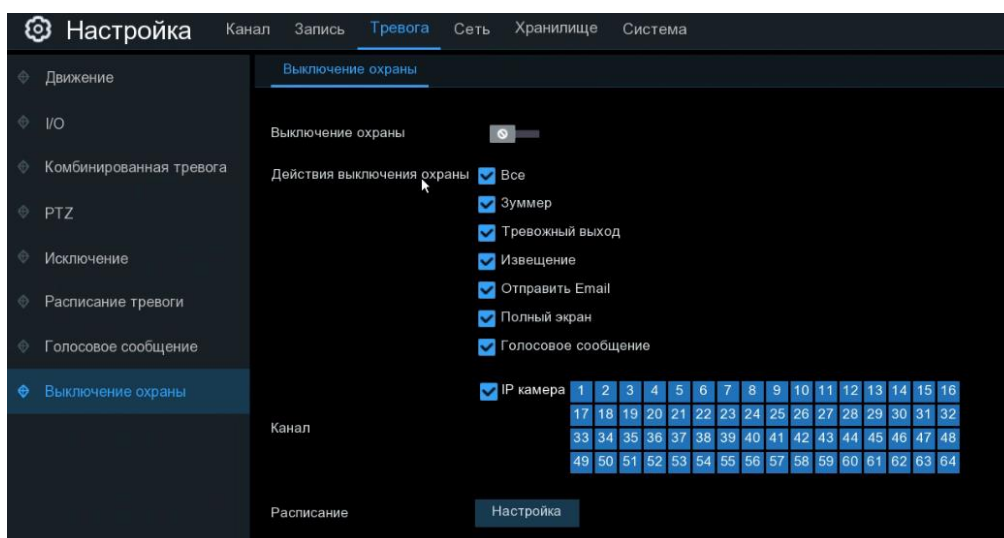 Настройка Канал Запись Тревога Сеть Хранилище Система
Движение
I/O
Комбинированная тревога
PTZ
Исключение
Расписание тревоги
Голосовое сообщение
Выключение охраны
Выключение охраны
Выключение охраны
Действия выключения охраны Все
Зуммер
Тревожный выход
Извещение
Отправить Email
Полный экран
Голосовое сообщение
Канал
IP камера 1 2 3 4 5 6 7 8 9 10 11 12 13 14 15 16
17 18 19 20 21 22 23 24 25 26 27 28 29 30 31 32
33 34 35 36 37 38 39 40 41 42 43 44 45 46 47 48
49 50 51 52 53 54 55 56 57 58 59 60 61 62 63 64
Расписание Настройка